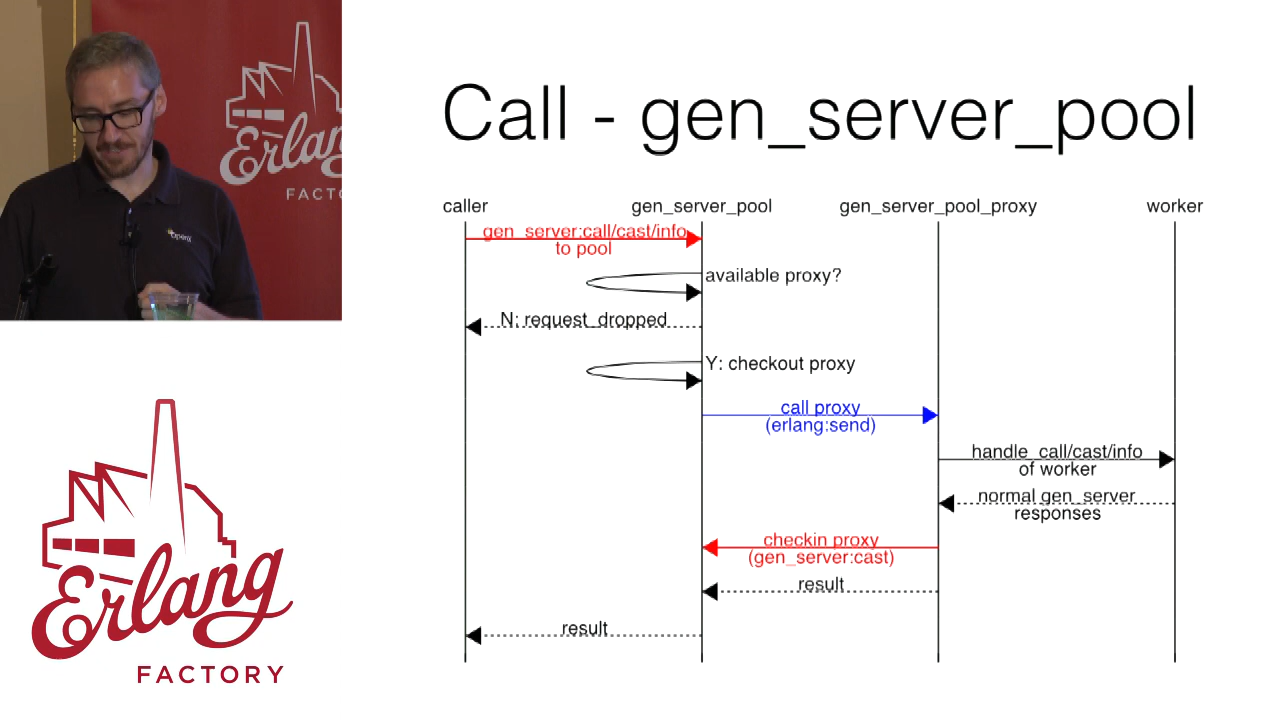 Erlang
FACTORY
OpenX
Call - gen_server_pool
caller
gen_server_pool
gen_server_pool_proxy
worker
gen_server:call/cast/info
to pool
available proxy?
N: request_dropped
Y: checkout proxy
call proxy
(erlang:send)
handle_call/cast/info
of worker
normal gen_server
responses
checkin proxy
(gen_server:cast)
result
result
Erlang
FACTORY